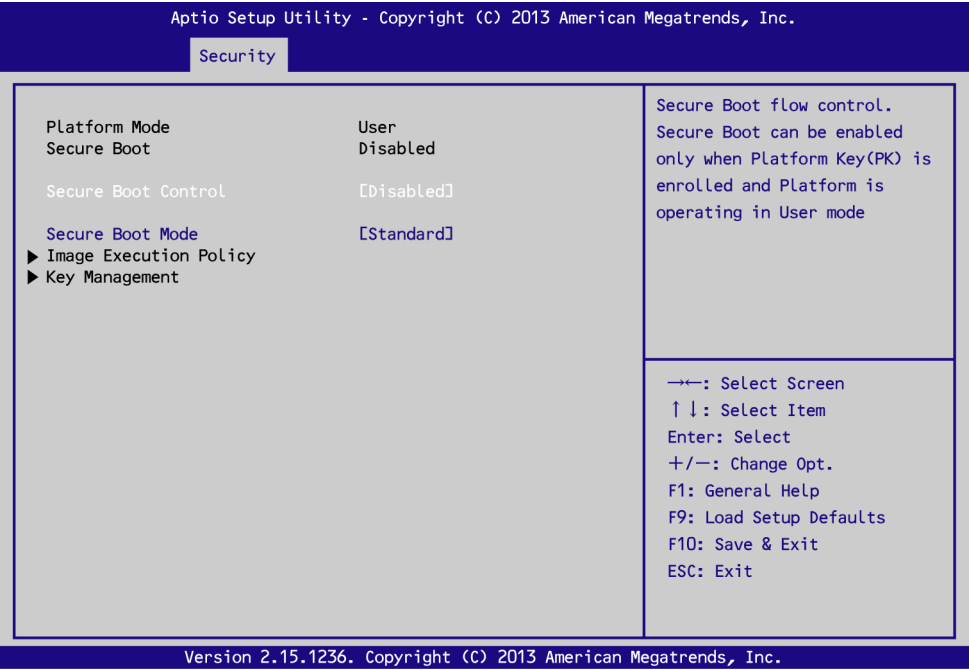 Aptio Setup Utility - Copyright (C) 2013 American Megatrends, Inc.
Security
Platform Mode User
Secure Boot Disabled
Secure Boot Control [Disabled]
Secure Boot Mode [Standard]
▶ Image Execution Policy
▶ Key Management
Secure Boot flow control.
Secure Boot can be enabled
only when Platform Key(PK) is
enrolled and Platform is
operating in User mode
→←: Select Screen
↑↓: Select Item
Enter: Select
+/-: Change Opt.
F1: General Help
F9: Load Setup Defaults
F10: Save & Exit
ESC: Exit
Version 2.15.1236. Copyright (C) 2013 American Megatrends, Inc.